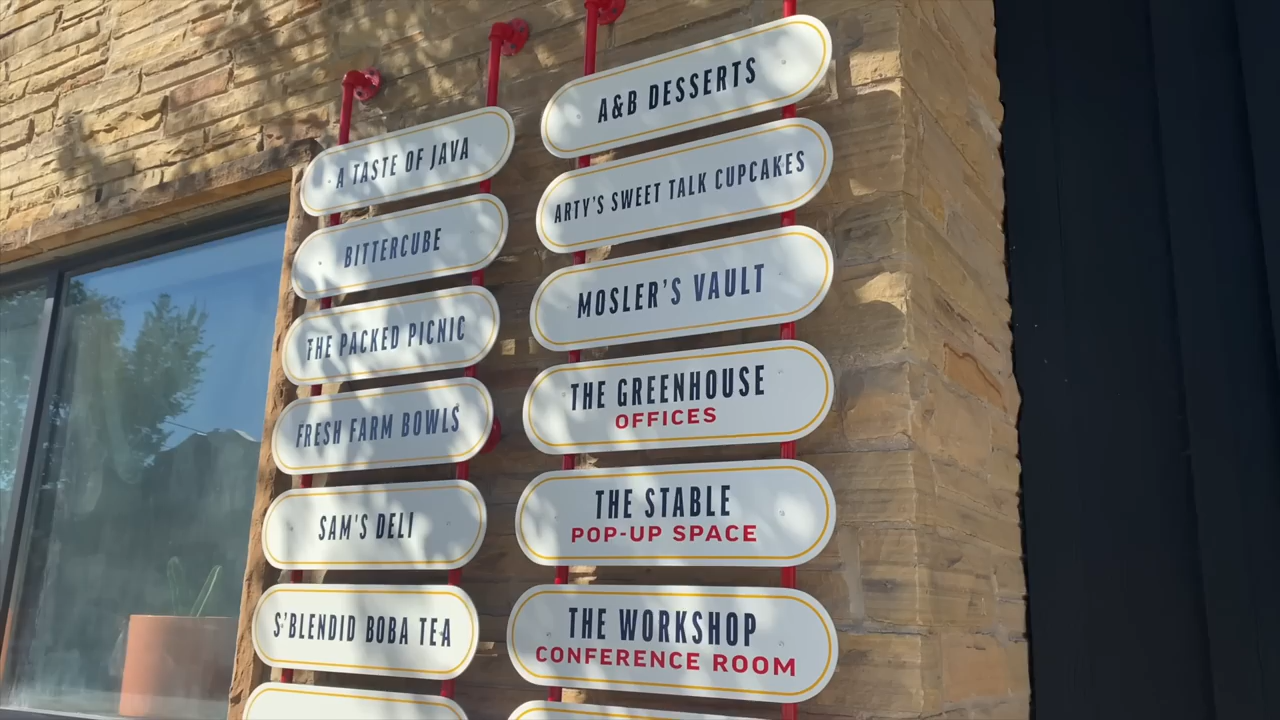 A TASTE OF JAVA
BITTERCUBE
THE PACKED PICNIC
FRESH FARM BOWLS
SAM'S DELI
S'BLENDID BOBA TEA
A&B DESSERTS
ARTY'S SWEET TALK CUPCAKES
MOSLER'S VAULT
THE GREENHOUSE
OFFICES
THE STABLE
POP-UP SPACE
THE WORKSHOP
CONFERENCE ROOM